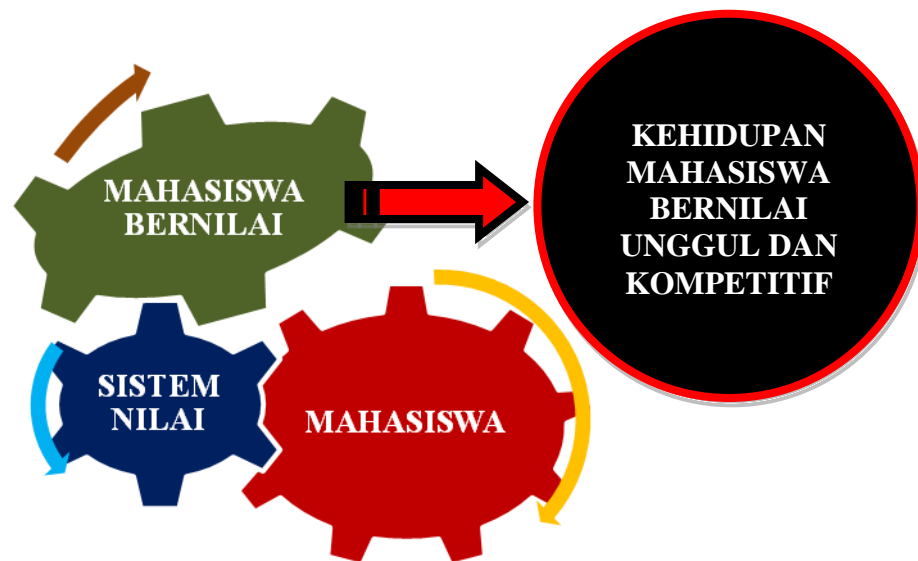 MAHASISWA
BERNILAI
KEHIDUPAN
MAHASISWA
BERNILAI
UNGGUL DAN
KOMPETITIF
SISTEM
NILAI
MAHASISWA